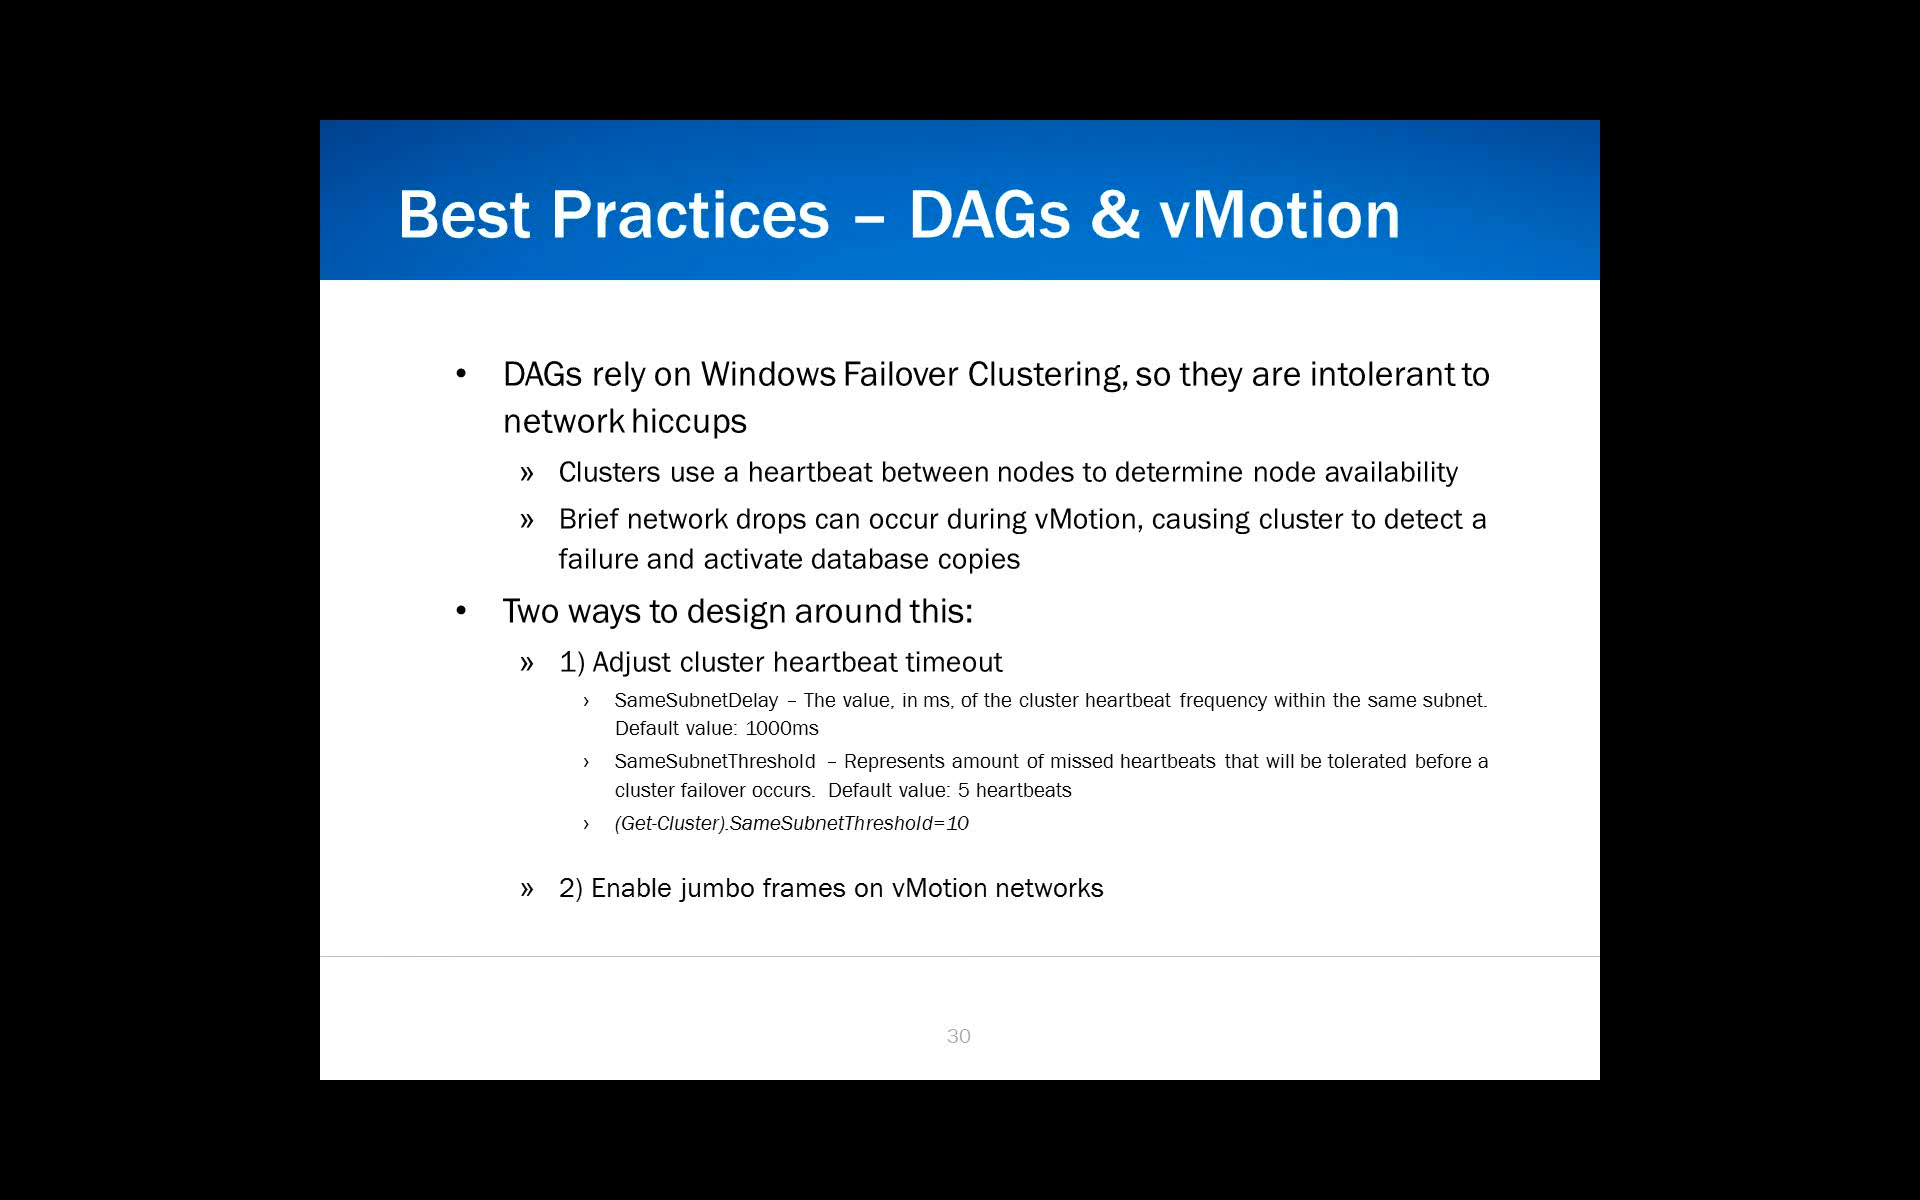 Best Practices – DAGs & vMotion
• DAGs rely on Windows Failover Clustering, so they are intolerant to
network hiccups
» Clusters use a heartbeat between nodes to determine node availability
» Brief network drops can occur during vMotion, causing cluster to detect a
failure and activate database copies
• Two ways to design around this:
» 1) Adjust cluster heartbeat timeout
› SameSubnetDelay – The value, in ms, of the cluster heartbeat frequency within the same subnet.
Default value: 1000ms
› SameSubnetThreshold – Represents amount of missed heartbeats that will be tolerated before a
cluster failover occurs. Default value: 5 heartbeats
› (Get-Cluster).SameSubnetThreshold=10
» 2) Enable jumbo frames on vMotion networks
30